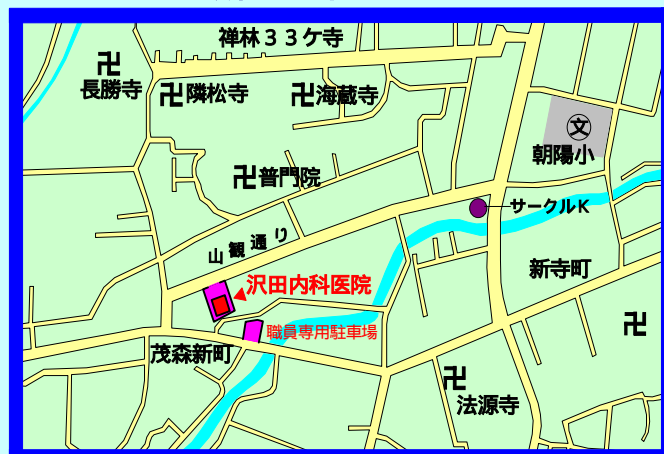 禅林３３ケ寺
長勝寺
隣松寺
海蔵寺
文
朝陽小
普門院
サークルK
山観通り
新寺町
沢田内科医院
職員専用駐車場
茂森新町
法源寺